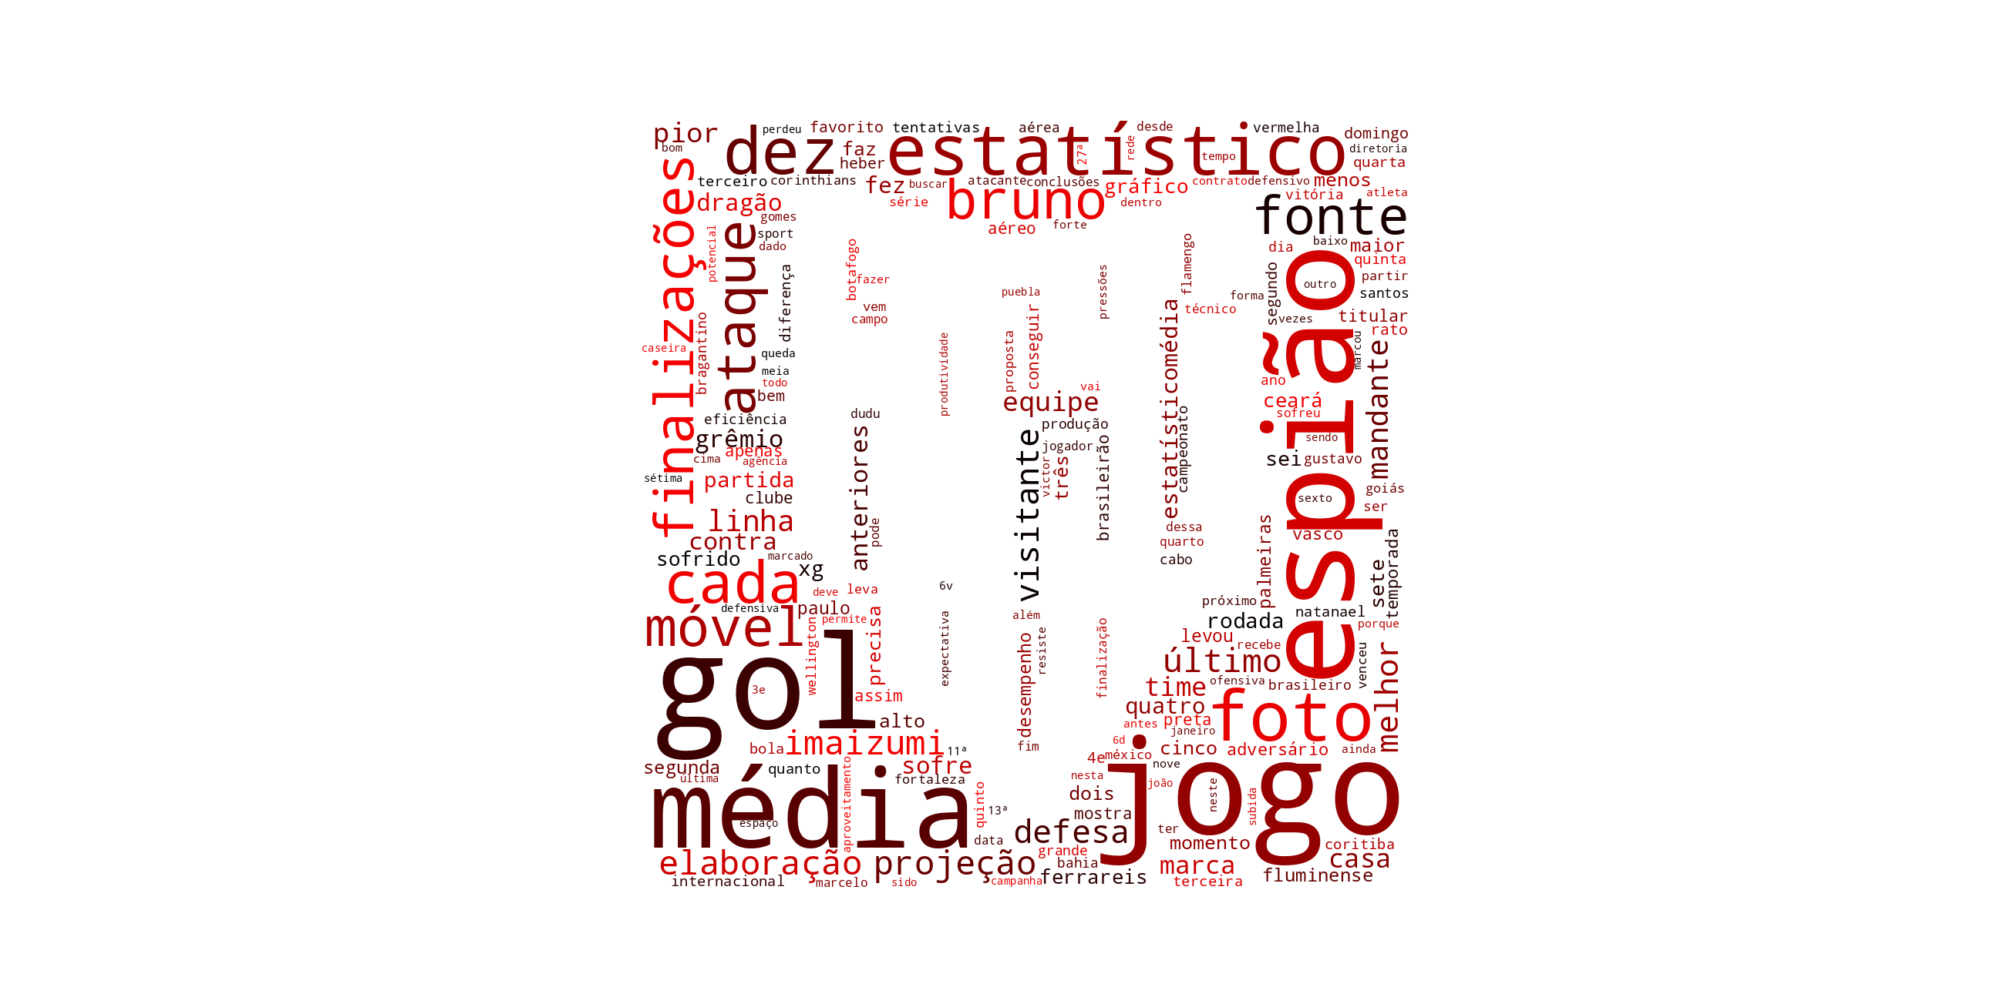 pior
perdeu
favorito
tentativas
aérea
desde
vermelha
domingo
bom
dez
faz
heber
estatístico
27ª
rede
tempo
diretoria
quarta
terceiro
corinthians
fez
buscar
atacante
conclusões
gráfico
contrato
defensivo
menos
vitória
atleta
finalizações
dragão
série
bruno
dentro
fonte
gomes
aéreo
forte
potencial
ataque
sport
dado
diferença
botafogo
fazer
vem
campo
puebla
pressões
flamengo
técnico
forma
segundo
dia
baixo
maior
quinta
partir
outro
santos
espião
vezes
titular
rato
marcou
mandante
caseira
bragantino
queda
meia
todo
bem
produtividade
proposta
conseguir
vai
estatísticomédia
ano
ceará
sofreu
eficiência
dudu
equipe
produção
grêmio
apenas
cima
agência
anteriores
visitante
jogador
victor
três
brasileirão
campeonato
sendo
sei
gustavo
sétima
partida
clube
sexto
goiás
ser
linha
contra
pode
dessa
quarto
palmeiras
vasco
sofrido
marcado
xg
cabo
sete
temporada
cada
deve
leva
6v
defensiva
paulo
permite
além
próximo
natanael
móvel
wellington
precisa
expectativa
desempenho
resiste
finalização
rodada
porque
levou
recebe
gol
3e
último
venceu
melhor
assim
time
ofensiva
brasileiro
alto
quatro
antes
preta
janeiro
foto
bola
imaizumi
11ª
fim
6d
4e
méxico
cinco
adversário
ainda
segunda
última
quanto
sofre
fortaleza
nesta
nove
média
espaço
aproveitamento
quinto
13ª
dois
mostra
jogo
joão
neste
subida
data
defesa
ter
momento
coritiba
elaboração
projeção
grande
bahia
marca
casa
internacional
marcelo
sido
campanha
ferrareis
terceira
fluminense